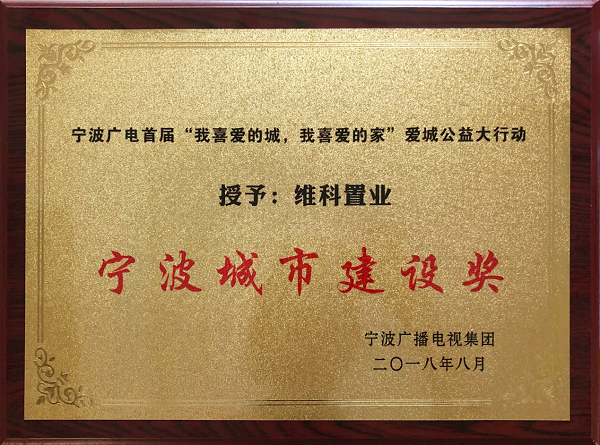 宁波广电首届“我喜爱的城，我喜爱的家”爱城公益大行动
授予：维科置业
宁波城市建设奖
宁波广播电视集团
二〇一八年八月